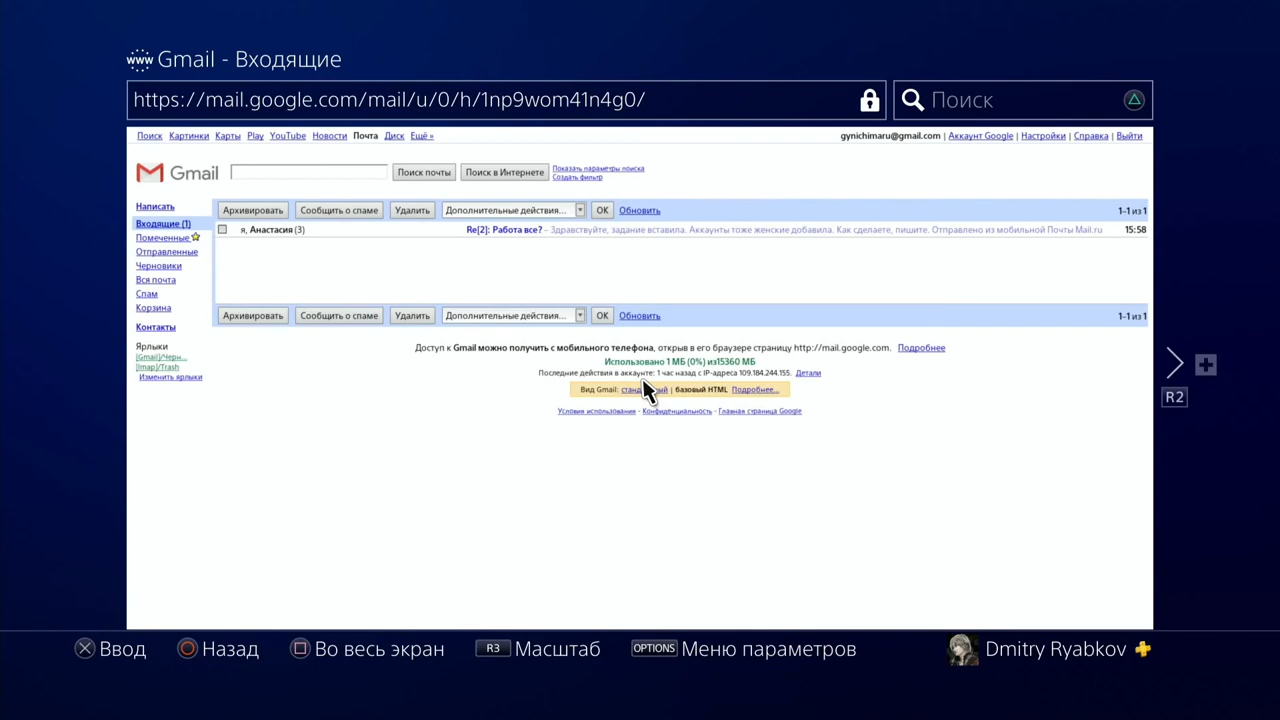 www Gmail - Входящие
https://mail.google.com/mail/u/0/h/1np9wom41n4g0/ Поиск
Поиск Картинки Карты Play YouTube Новости Почта Диск Ещё » gynichimaru@gmail.com | Аккаунт Google | Настройки | Справка | Выйти
Gmail Поиск почты Поиск в Интернете Показать параметры поиска
Создать фильтр
Написать
Архивировать Сообщить о спаме Удалить Дополнительные действия... ОК Обновить 1–1 из 1
Входящие (1)
я, Анастасия (3) Re[2]: Работа все? – Здравствуйте, задание вставила. Аккаунты тоже женские добавила. Как сделаете, пишите. Отправлено из мобильной Почты Mail.ru 15:58
Помеченные
Отправленные
Черновики
Вся почта
Спам
Корзина
Архивировать Сообщить о спаме Удалить Дополнительные действия... ОК Обновить 1–1 из 1
Контакты
Ярлыки
[Gmail]/Черн...
[Imap]/Trash
Изменить ярлыки
Доступ к Gmail можно получить с мобильного телефона, открыв в его браузере страницу http://mail.google.com. Подробнее
Использовано 1 МБ (0%) из15360 МБ
Последние действия в аккаунте: 1 час назад с IP-адреса 109.184.244.155. Детали
Вид Gmail: | базовый HTML Подробнее...
Условия использования - Конфиденциальность - Главная страница Google
R2
Ввод Назад Во весь экран R3 Масштаб OPTIONS Меню параметров Dmitry Ryabkov